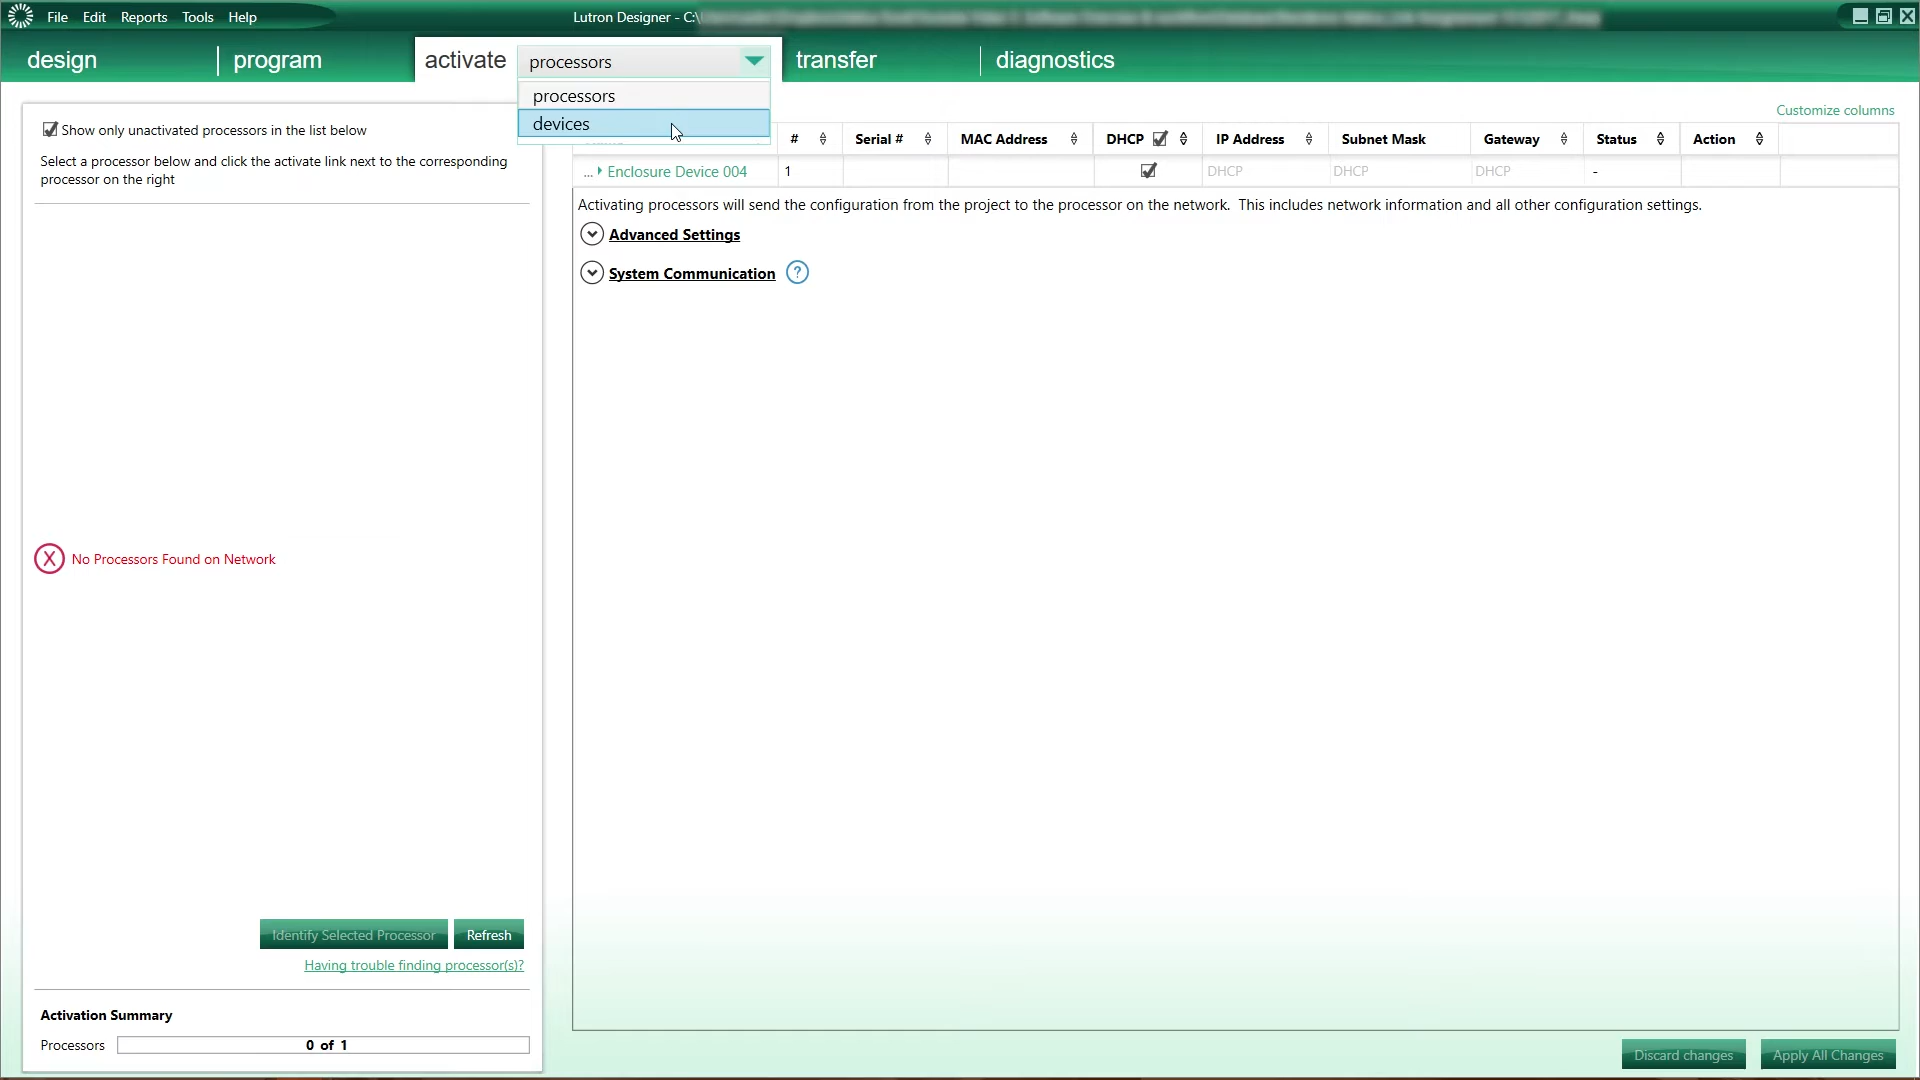 File Edit Reports Tools Help
Lutron Designer - C:\
design
program
activate
processors
transfer
diagnostics
processors
devices
Customize columns
Show only unactivated processors in the list below
Select a processor below and click the activate link next to the corresponding
processor on the right
# Serial # MAC Address DHCP IP Address Subnet Mask Gateway Status Action
... Enclosure Device 004 1 DHCP DHCP DHCP -
Activating processors will send the configuration from the project to the processor on the network. This includes network information and all other configuration settings.
Advanced Settings
System Communication ?
X No Processors Found on Network
Identify Selected Processor
Refresh
Having trouble finding processor(s)?
Activation Summary
Processors 0 of 1
Discard changes
Apply All Changes